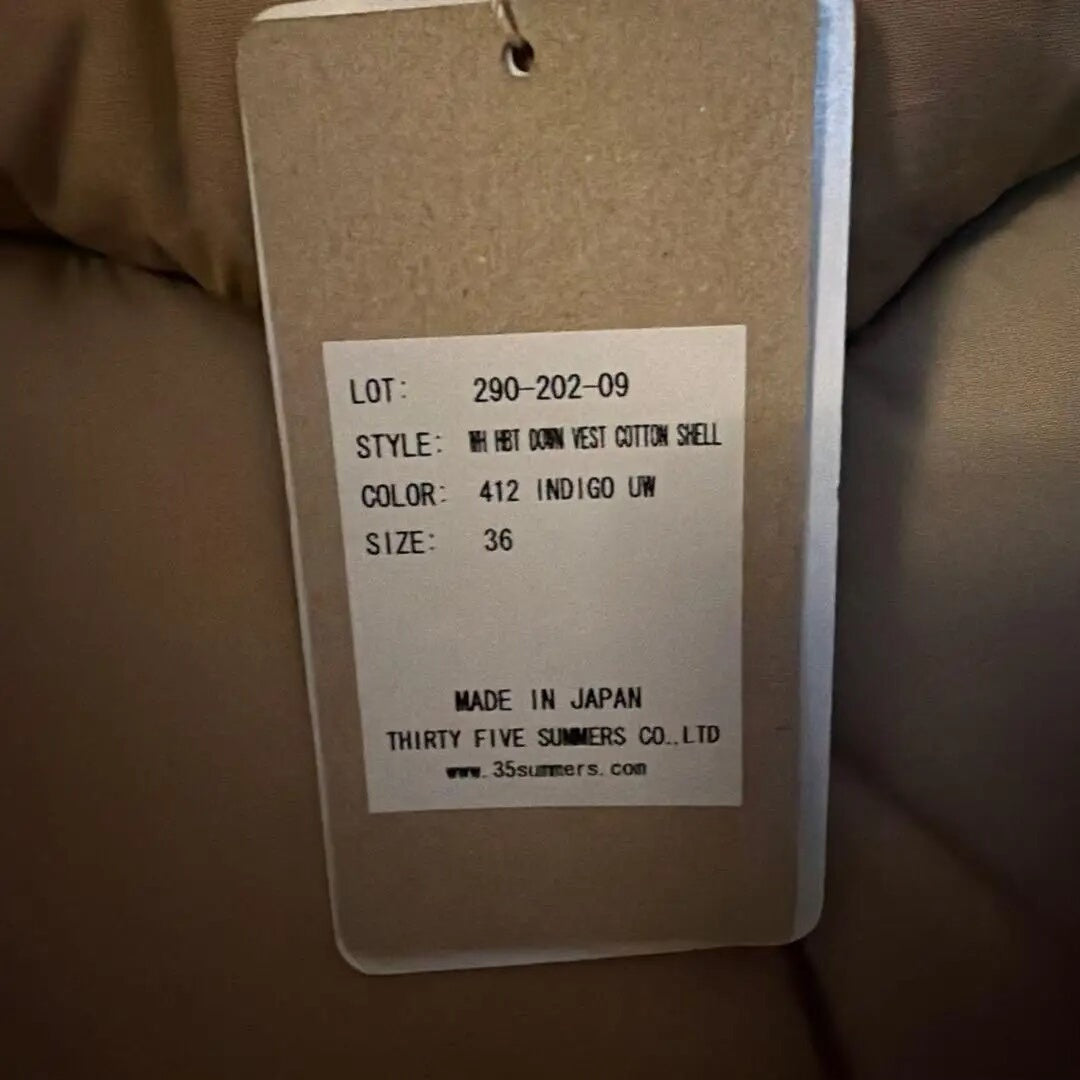 LOT: 290-202-09
STYLE: WH HBT DOWN VEST COTTON SHELL
COLOR: 412 INDIGO UW
SIZE: 36
MADE IN JAPAN
THIRTY FIVE SUMMERS CO.,LTD
www.35summers.com